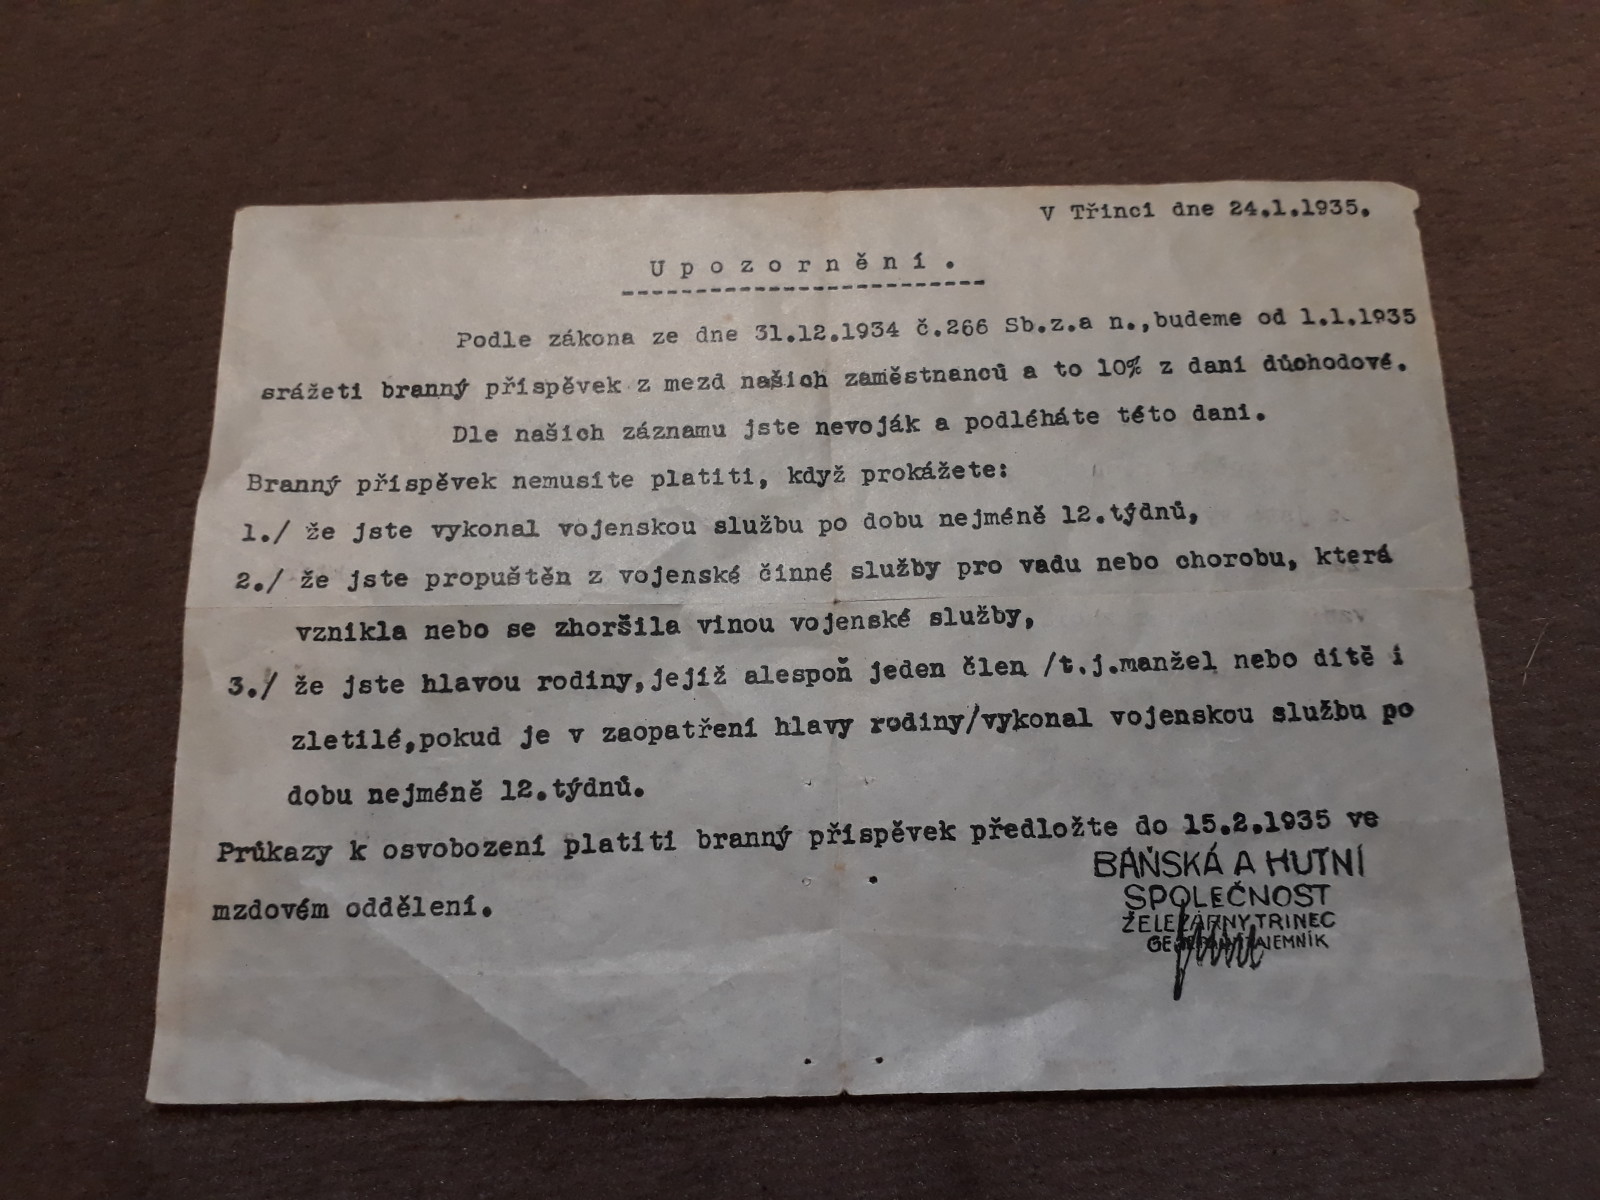 V Třinci dne 24.1.1935.
Upozornění.
Podle zákona ze dne 31.12.1934 č.266 Sb.z.a n.,budeme od 1.1.1935
srážeti branný příspěvek z mezd našich zaměstnanců a to 10% z daní důchodové.
Dle našich záznamu jste nevoják a podléháte této dani.
Branný příspěvek nemusíte platiti, když prokážete:
1./ že jste vykonal vojenskou službu po dobu nejméně 12.týdnů,
2./ že jste propuštěn z vojenské činné služby pro vadu nebo chorobu, která
vznikla nebo se zhoršila vinou vojenské služby,
3./ že jste hlavou rodiny,jejíž alespoň jeden člen /t.j.manžel nebo dítě i
zletilé,pokud je v zaopatření hlavy rodiny/vykonal vojenskou službu po
dobu nejméně 12.týdnů.
Průkazy k osvobození platiti branný příspěvek předložte do 15.2.1935 ve
mzdovém oddělení.
BÁŇSKÁ A HUTNÍ
SPOLEČNOST
ŽELEZÁRNY TRINEC
TAJEMNÍK